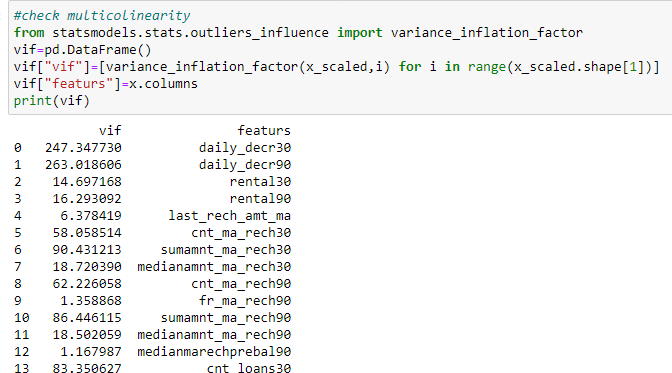 #check multicolinearity
from statsmodels.stats.outliers_influence import variance_inflation_factor
vif=pd.DataFrame()
vif["vif"]=[variance_inflation_factor(x_scaled,i) for i in range(x_scaled.shape[1])]
vif["featurs"]=x.columns
print(vif)
vif featurs
0 247.347730 daily_decr30
1 263.018606 daily_decr90
2 14.697168 rental30
3 16.293092 rental90
4 6.378419 last_rech_amt_ma
5 58.058514 cnt_ma_rech30
6 90.431213 sumamnt_ma_rech30
7 18.720390 medianamnt_ma_rech30
8 62.226058 cnt_ma_rech90
9 1.358868 fr_ma_rech90
10 86.446115 sumamnt_ma_rech90
11 18.502059 medianamnt_ma_rech90
12 1.167987 medianmarechprebal90
13 83.350627 cnt_loans30